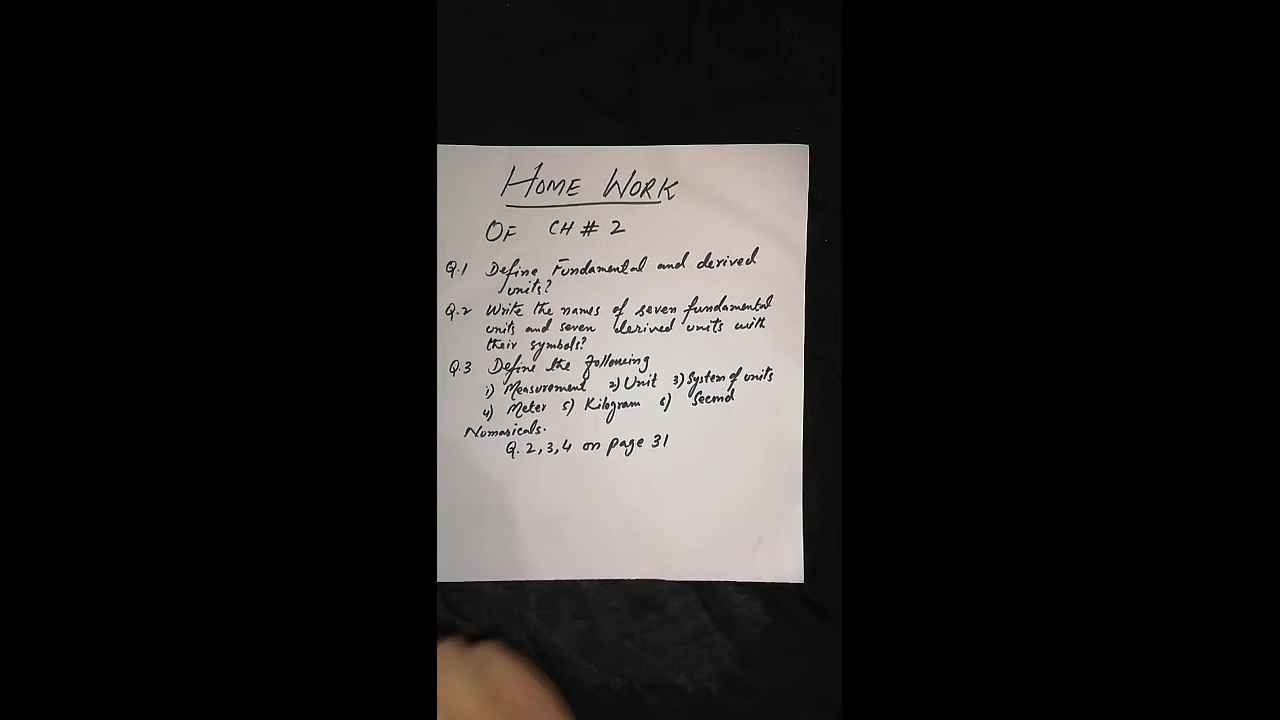 HOME WORK
OF CH # 2
Q.1 Define Fundamental and derived
units?
Q.2 Write the names of seven fundamental
units and seven derived units with
their symbols?
Q.3 Define the following
1) Measurement 2) Unit 3) System of units
4) Meter 5) Kilogram 6) Second
Numaricals.
Q. 2, 3, 4 on page 31